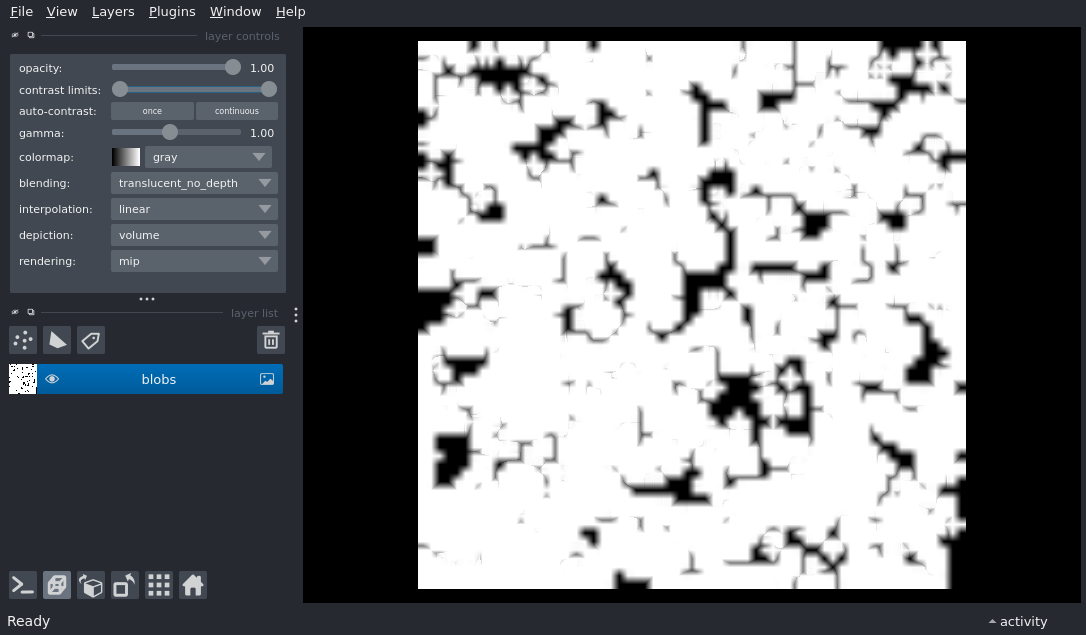 File View Layers Plugins Window Help
layer controls
opacity: 1.00
contrast limits:
auto-contrast: once continuous
gamma: 1.00
colormap: gray
blending: translucent_no_depth
interpolation: linear
depiction: volume
rendering: mip
layer list
blobs
Ready activity